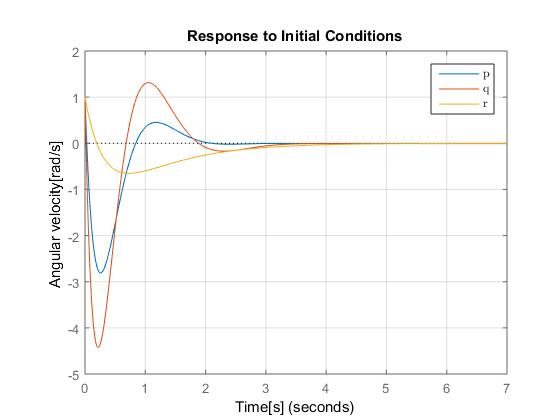 Response to Initial Conditions
2
1
0
-1
-2
-3
-4
-5
Angular velocity[rad/s]
p
q
r
0 1 2 3 4 5 6 7
Time[s] (seconds)